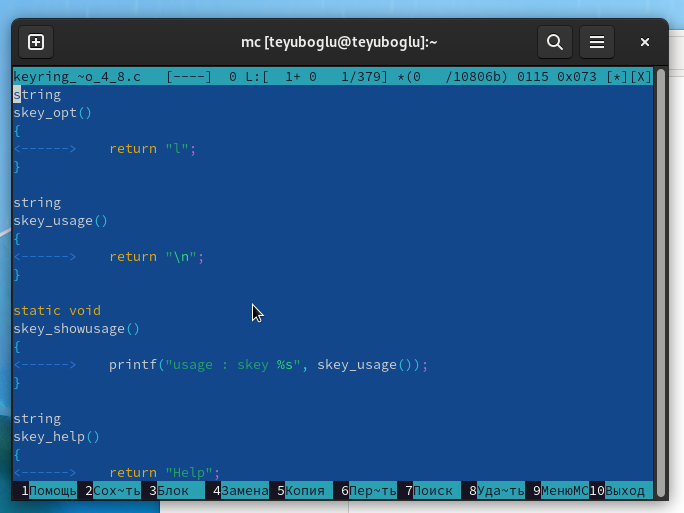 mc [teyuboglu@teyuboglu]:~
keyring_~o_4_8.c   [----]  0 L:[  1+ 0   1/379] *(0   /10806b) 0115 0x073 [*][X]
string
skey_opt()
{
<------>    return "l";
}
string
skey_usage()
{
<------>    return "\n";
}
static void
skey_showusage()
{
<------>    printf("usage : skey %s", skey_usage());
}
string
skey_help()
{
<------>    return "Help";
1Помощь 2Сох~ть 3Блок 4Замена 5Копия 6Пер~ть 7Поиск 8Уда~ть 9МенюMC 10Выход